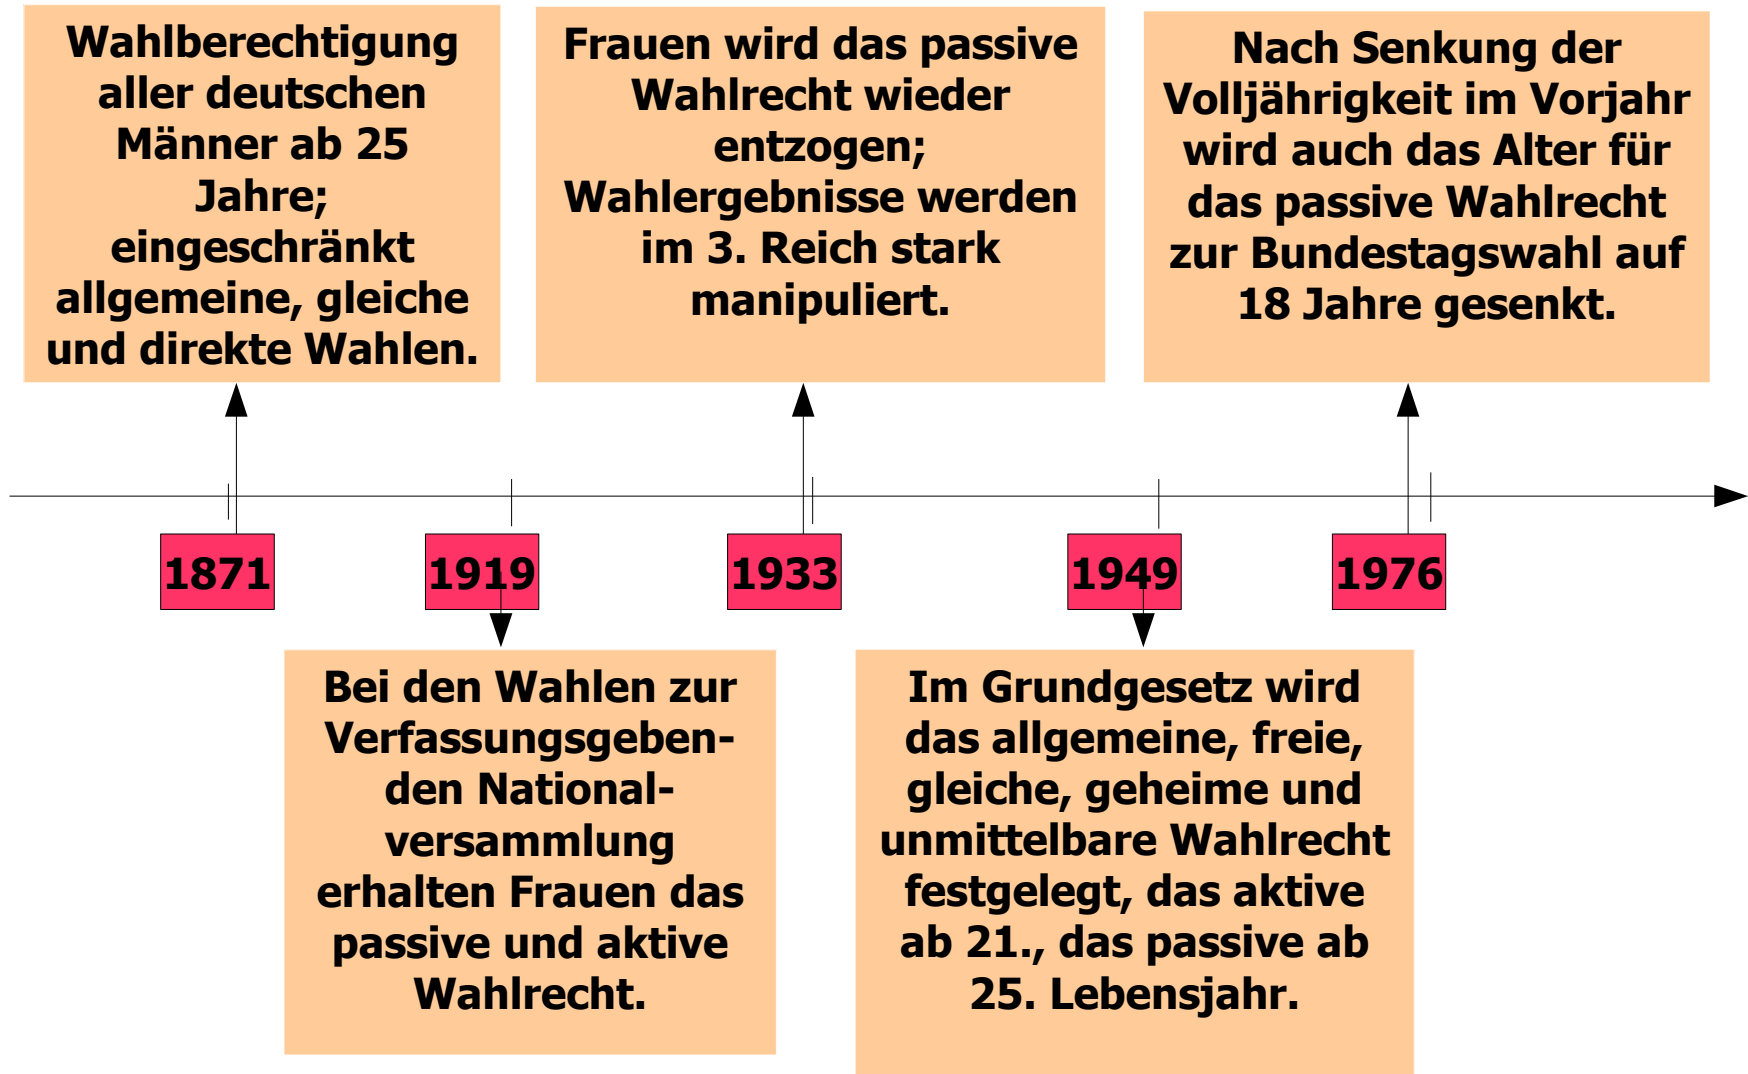 Wahlberechtigung
aller deutschen
Männer ab 25
Jahre;
eingeschränkt
allgemeine, gleiche
und direkte Wahlen.
Frauen wird das passive
Wahlrecht wieder
entzogen;
Wahlergebnisse werden
im 3. Reich stark
manipuliert.
Nach Senkung der
Volljährigkeit im Vorjahr
wird auch das Alter für
das passive Wahlrecht
zur Bundestagswahl auf
18 Jahre gesenkt.
1871
1919
1933
1949
1976
Bei den Wahlen zur
Verfassungsgeben-
den National-
versammlung
erhalten Frauen das
passive und aktive
Wahlrecht.
Im Grundgesetz wird
das allgemeine, freie,
gleiche, geheime und
unmittelbare Wahlrecht
festgelegt, das aktive
ab 21., das passive ab
25. Lebensjahr.